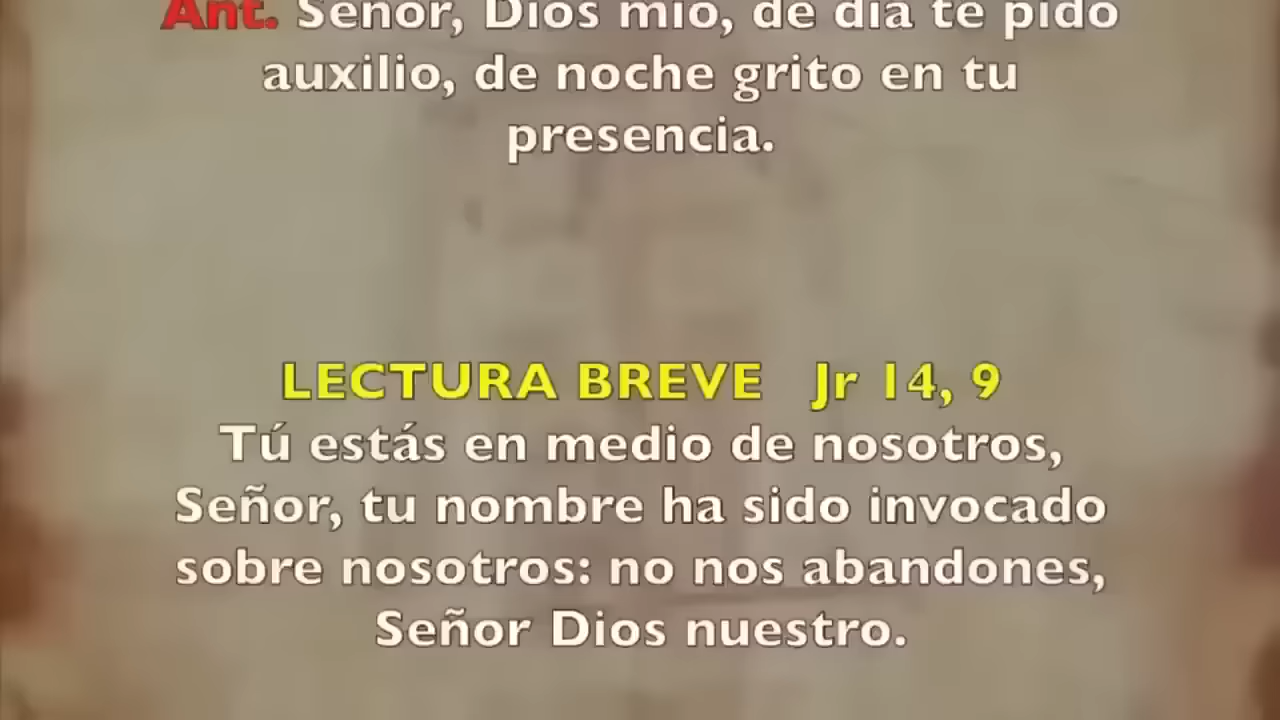 Ant. Señor, Dios mío, de día te pido
auxilio, de noche grito en tu
presencia.
LECTURA BREVE Jr 14, 9
Tú estás en medio de nosotros,
Señor, tu nombre ha sido invocado
sobre nosotros: no nos abandones,
Señor Dios nuestro.